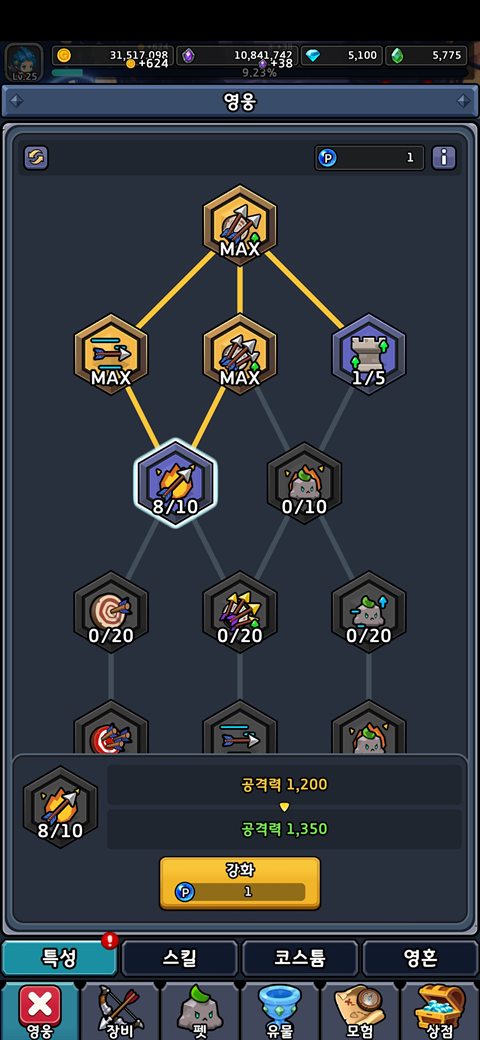 31,517,098
10,841,742
5,100
5,775
+624
+38
Lv.25
9.23%
영웅
P
1
i
MAX
MAX
MAX
1/5
8/10
0/10
0/20
0/20
0/20
8/10
공격력 1,200
공격력 1,350
강화
P
1
특성
!
스킬
코스튬
영혼
영웅
장비
펫
유물
모험
상점